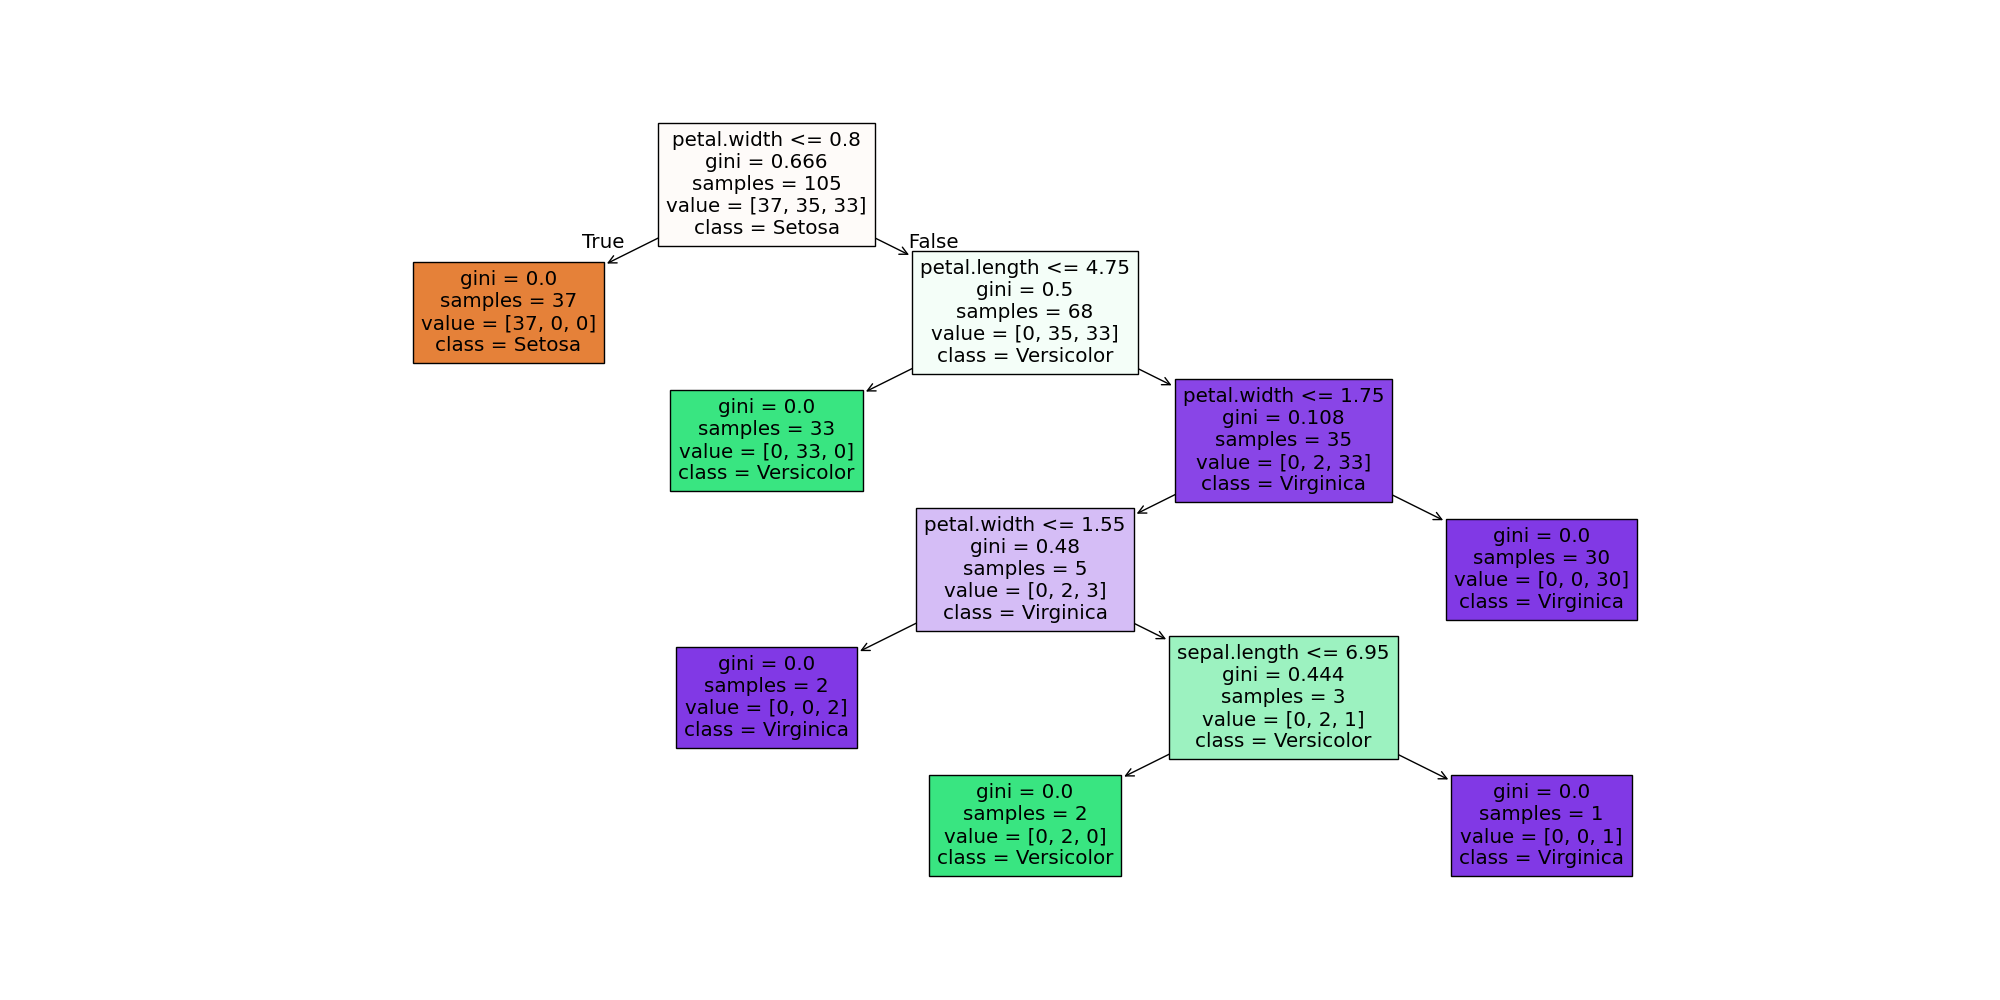 petal.width <= 0.8
gini = 0.666
samples = 105
value = [37, 35, 33]
class = Setosa
True
False
gini = 0.0
samples = 37
value = [37, 0, 0]
class = Setosa
petal.length <= 4.75
gini = 0.5
samples = 68
value = [0, 35, 33]
class = Versicolor
gini = 0.0
samples = 33
value = [0, 33, 0]
class = Versicolor
petal.width <= 1.75
gini = 0.108
samples = 35
value = [0, 2, 33]
class = Virginica
petal.width <= 1.55
gini = 0.48
samples = 5
value = [0, 2, 3]
class = Virginica
gini = 0.0
samples = 30
value = [0, 0, 30]
class = Virginica
gini = 0.0
samples = 2
value = [0, 0, 2]
class = Virginica
sepal.length <= 6.95
gini = 0.444
samples = 3
value = [0, 2, 1]
class = Versicolor
gini = 0.0
samples = 2
value = [0, 2, 0]
class = Versicolor
gini = 0.0
samples = 1
value = [0, 0, 1]
class = Virginica